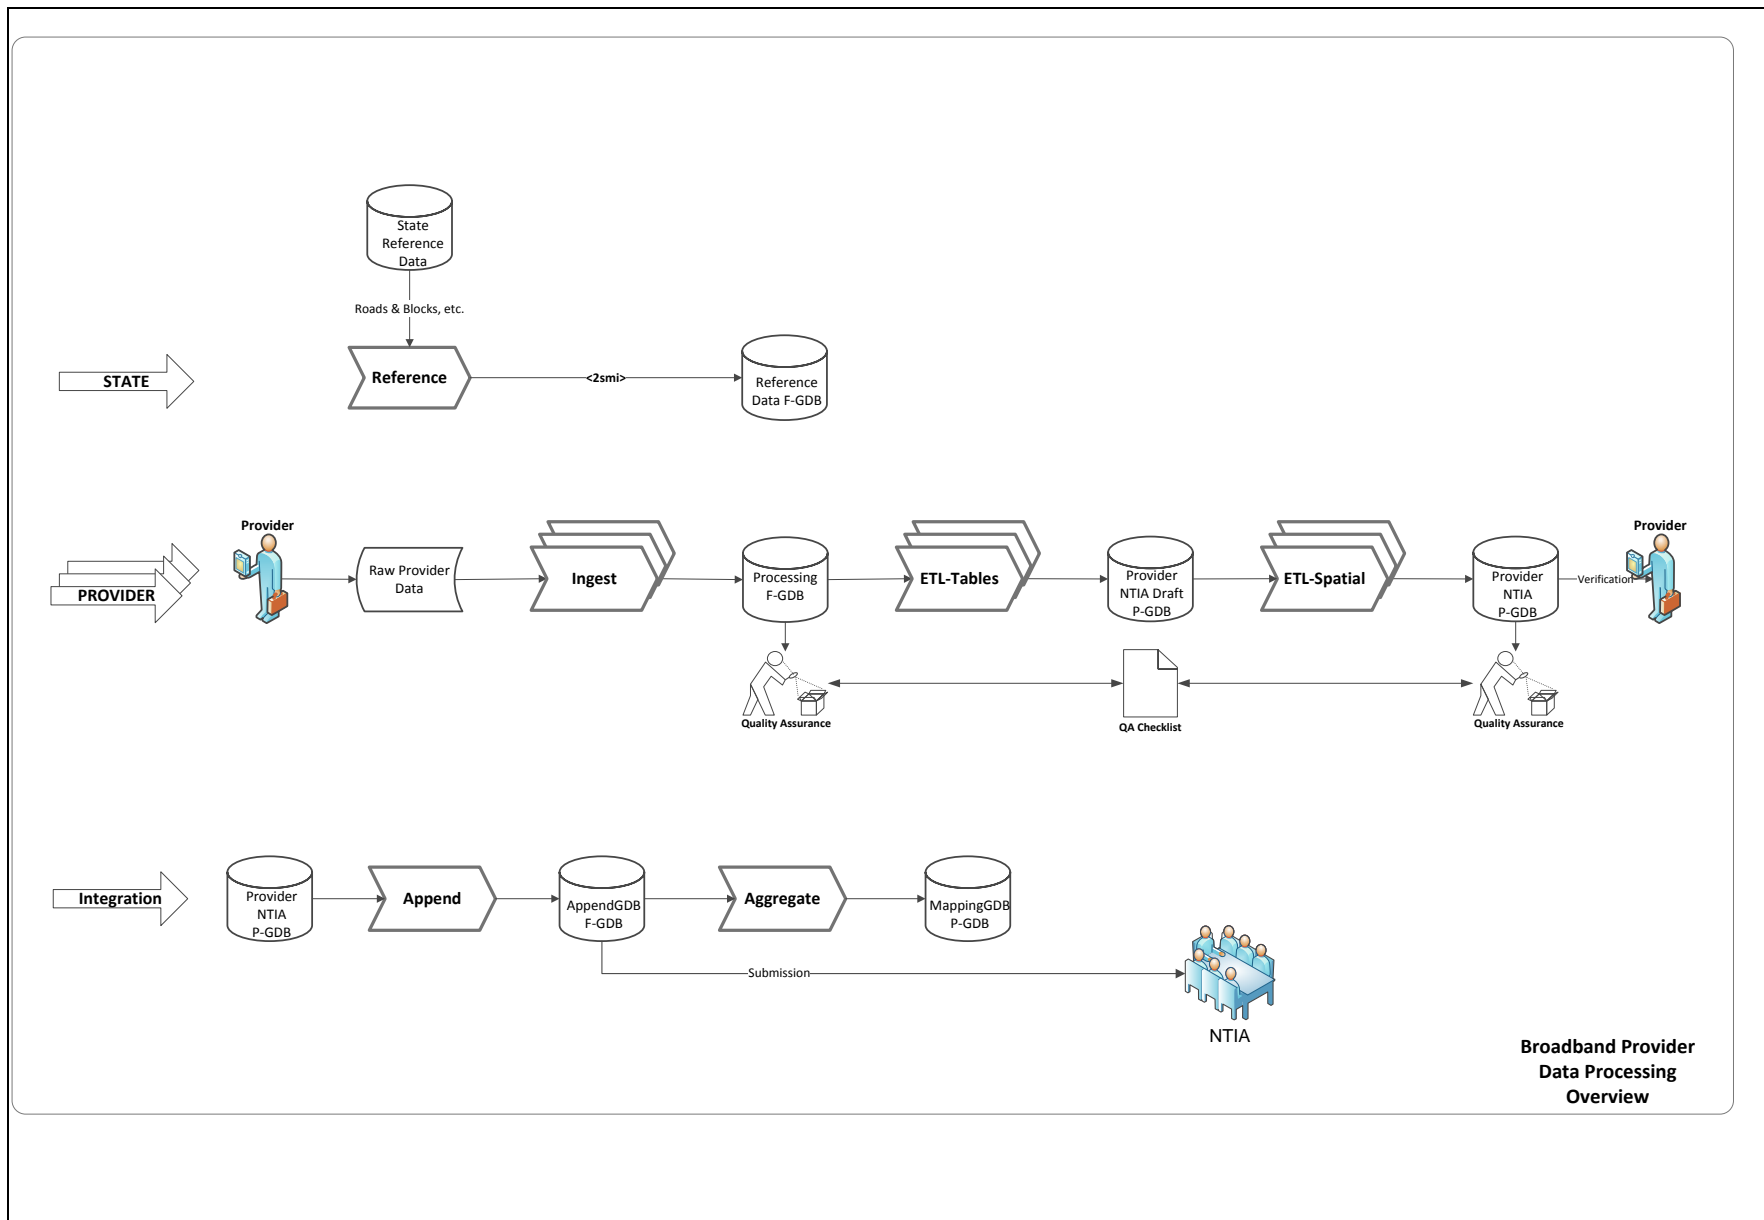 State
Reference
Data
Roads & Blocks, etc.
STATE
Reference
<2smi>
Reference
Data F-GDB
Provider
Provider
PROVIDER
Raw Provider
Data
Ingest
Processing
F-GDB
ETL-Tables
Provider
NTIA Draft
P-GDB
ETL-Spatial
Provider
NTIA
P-GDB
Verification
Quality Assurance
QA Checklist
Quality Assurance
Integration
Provider
NTIA
P-GDB
Append
AppendGDB
F-GDB
Aggregate
MappingGDB
P-GDB
Submission
NTIA
Broadband Provider
Data Processing
Overview